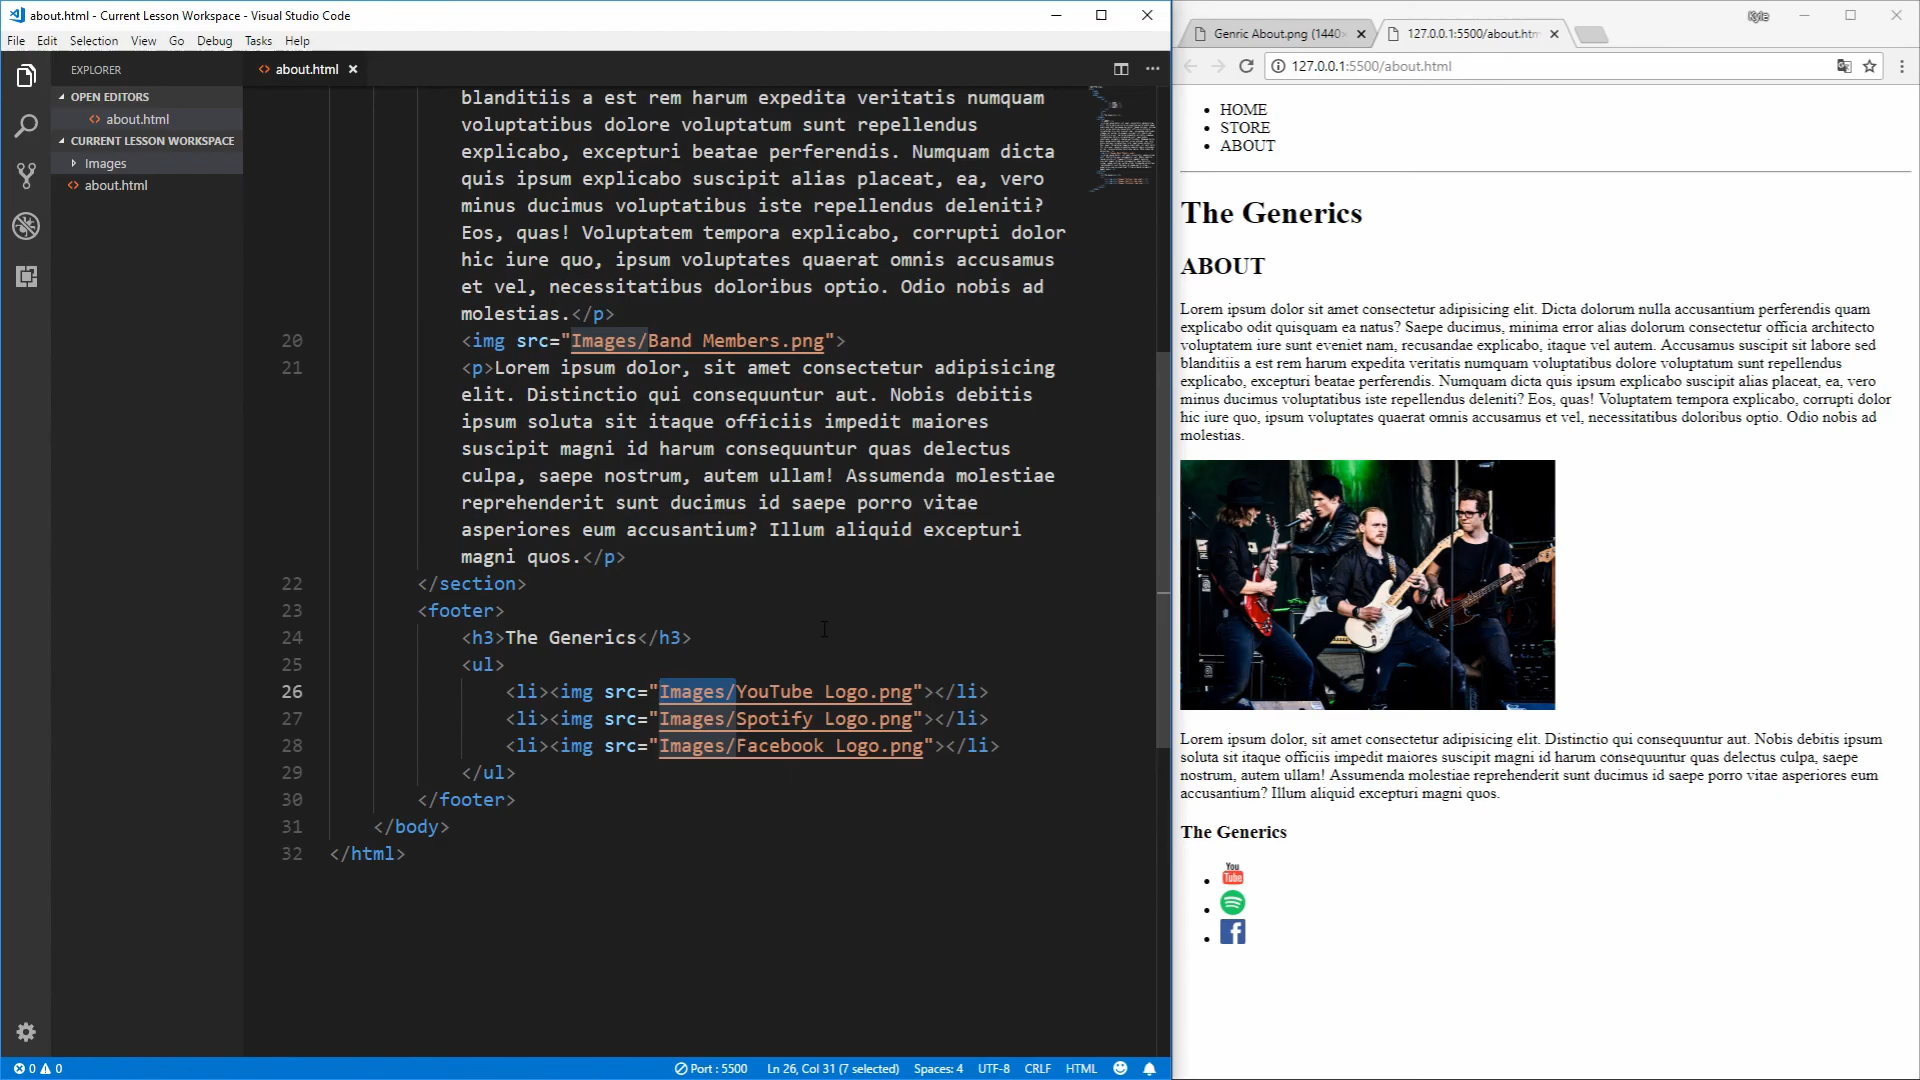 about.html - Current Lesson Workspace - Visual Studio Code
File Edit Selection View Go Debug Tasks Help
EXPLORER
OPEN EDITORS
about.html
CURRENT LESSON WORKSPACE
Images
about.html
about.html
blanditiis a est rem harum expedita veritatis numquam
voluptatibus dolore voluptatum sunt repellendus
explicabo, excepturi beatae perferendis. Numquam dicta
quis ipsum explicabo suscipit alias placeat, ea, vero
minus ducimus voluptatibus iste repellendus deleniti?
Eos, quas! Voluptatem tempora explicabo, corrupti dolor
hic iure quo, ipsum voluptates quaerat omnis accusamus
et vel, necessitatibus doloribus optio. Odio nobis ad
molestias.</p>
20 <img src="Images/Band Members.png">
21 <p>Lorem ipsum dolor, sit amet consectetur adipisicing
elit. Distinctio qui consequuntur aut. Nobis debitis
ipsum soluta sit itaque officiis impedit maiores
suscipit magni id harum consequuntur quas delectus
culpa, saepe nostrum, autem ullam! Assumenda molestiae
reprehenderit sunt ducimus id saepe porro vitae
asperiores eum accusantium? Illum aliquid excepturi
magni quos.</p>
22 </section>
23 <footer>
24 <h3>The Generics</h3>
25 <ul>
26 <li><img src="Images/YouTube Logo.png"></li>
27 <li><img src="Images/Spotify Logo.png"></li>
28 <li><img src="Images/Facebook Logo.png"></li>
29 </ul>
30 </footer>
31 </body>
32 </html>
0 0
Port : 5500 Ln 26, Col 31 (7 selected) Spaces: 4 UTF-8 CRLF HTML
Kyle
Genric About.png (1440
127.0.0.1:5500/about.htm
127.0.0.1:5500/about.html
HOME
STORE
ABOUT
The Generics
ABOUT
Lorem ipsum dolor sit amet consectetur adipisicing elit. Dicta dolorum nulla accusantium perferendis quam
explicabo odit quisquam ea natus? Saepe ducimus, minima error alias dolorum consectetur officia architecto
voluptatem iure sunt eveniet nam, recusandae explicabo, itaque vel autem. Accusamus suscipit sit labore sed
blanditiis a est rem harum expedita veritatis numquam voluptatibus dolore voluptatum sunt repellendus
explicabo, excepturi beatae perferendis. Numquam dicta quis ipsum explicabo suscipit alias placeat, ea, vero
minus ducimus voluptatibus iste repellendus deleniti? Eos, quas! Voluptatem tempora explicabo, corrupti dolor
hic iure quo, ipsum voluptates quaerat omnis accusamus et vel, necessitatibus doloribus optio. Odio nobis ad
molestias.
Lorem ipsum dolor, sit amet consectetur adipisicing elit. Distinctio qui consequuntur aut. Nobis debitis ipsum
soluta sit itaque officiis impedit maiores suscipit magni id harum consequuntur quas delectus culpa, saepe
nostrum, autem ullam! Assumenda molestiae reprehenderit sunt ducimus id saepe porro vitae asperiores eum
accusantium? Illum aliquid excepturi magni quos.
The Generics
You
Tube